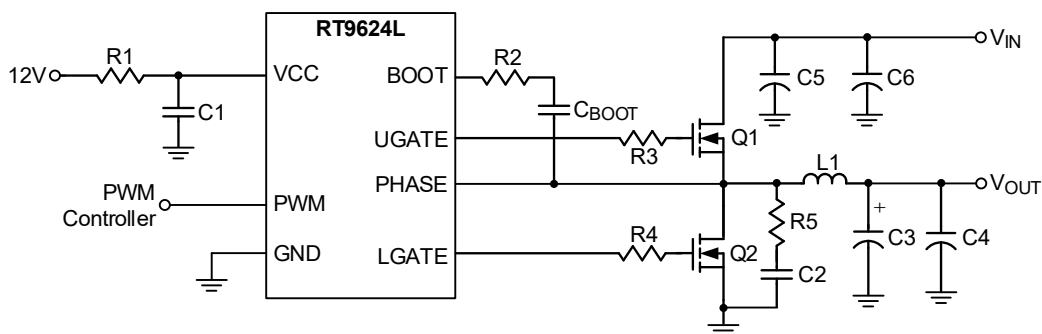 RT9624L
12V
R1
C1
VCC
PWM
Controller
PWM
GND
BOOT
UGATE
PHASE
LGATE
R2
CBOOT
R3
R4
Q1
Q2
C5
C6
VIN
L1
R5
C2
+
C3
C4
VOUT